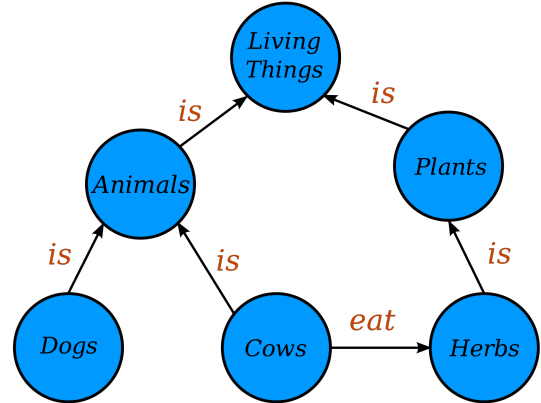 Living
Things
is
is
Animals
Plants
is
is
is
eat
Dogs
Cows
Herbs